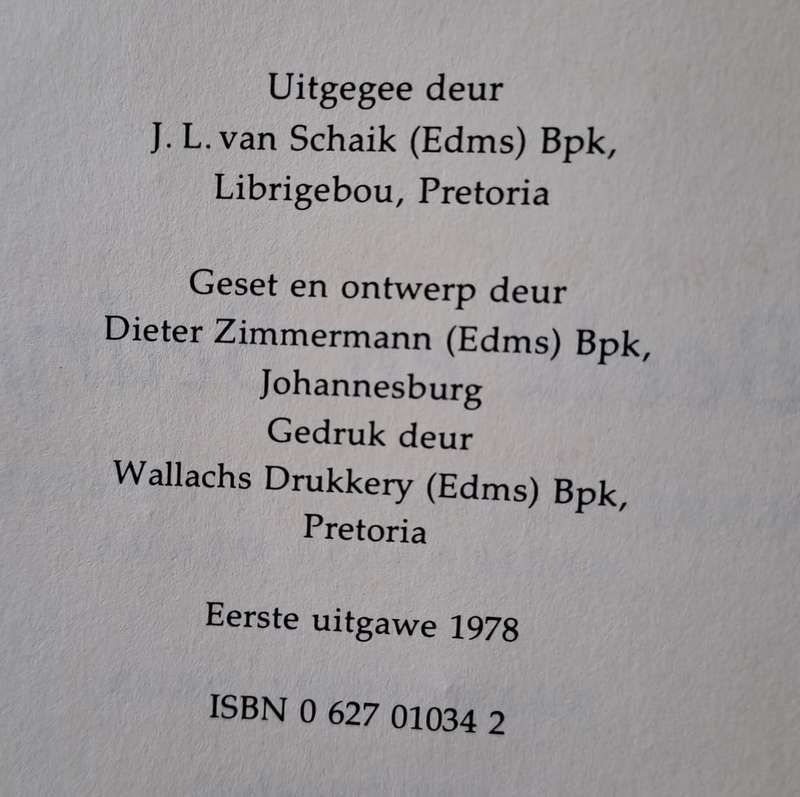 Uitgegee deur
J. L. van Schaik (Edms) Bpk,
Librigebou, Pretoria
Geset en ontwerp deur
Dieter Zimmermann (Edms) Bpk,
Johannesburg
Gedruk deur
Wallachs Drukkery (Edms) Bpk,
Pretoria
Eerste uitgawe 1978
ISBN 0 627 01034 2